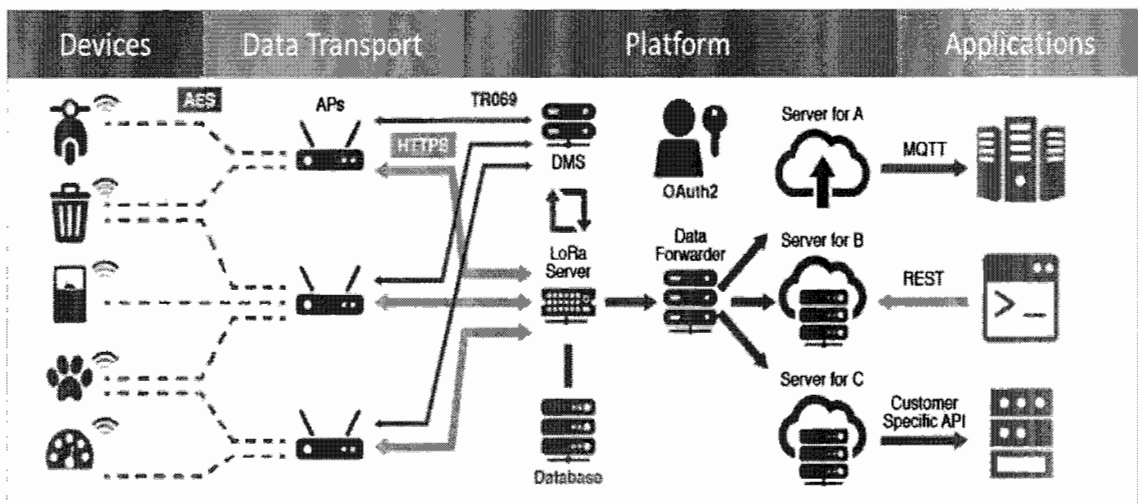 Devices
Data Transport
Platform
Applications
AES
APs
TR069
HTTPS
DMS
OAuth2
Server for A
MQTT
LoRa
Server
Data
Forwarder
Server for B
REST
Server for C
Customer
Specific API
Database